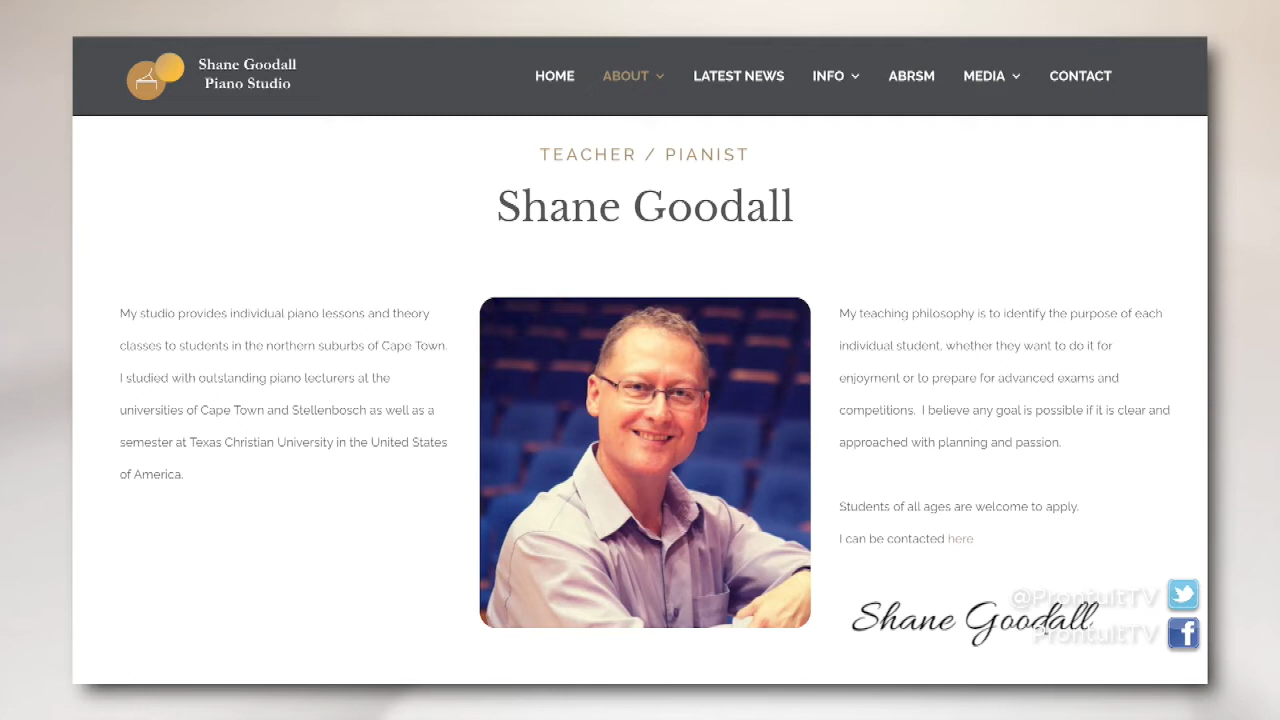 Shane Goodall
Piano Studio
HOME ABOUT LATEST NEWS INFO ABRSM MEDIA CONTACT
TEACHER / PIANIST
Shane Goodall
My studio provides individual piano lessons and theory
classes to students in the northern suburbs of Cape Town.
I studied with outstanding piano lecturers at the
universities of Cape Town and Stellenbosch as well as a
semester at Texas Christian University in the United States
of America.
My teaching philosophy is to identify the purpose of each
individual student, whether they want to do it for
enjoyment or to prepare for advanced exams and
competitions. I believe any goal is possible if it is clear and
approached with planning and passion.
Students of all ages are welcome to apply.
I can be contacted here
Shane Goodall
@ProntuitTV
ProntuitTV